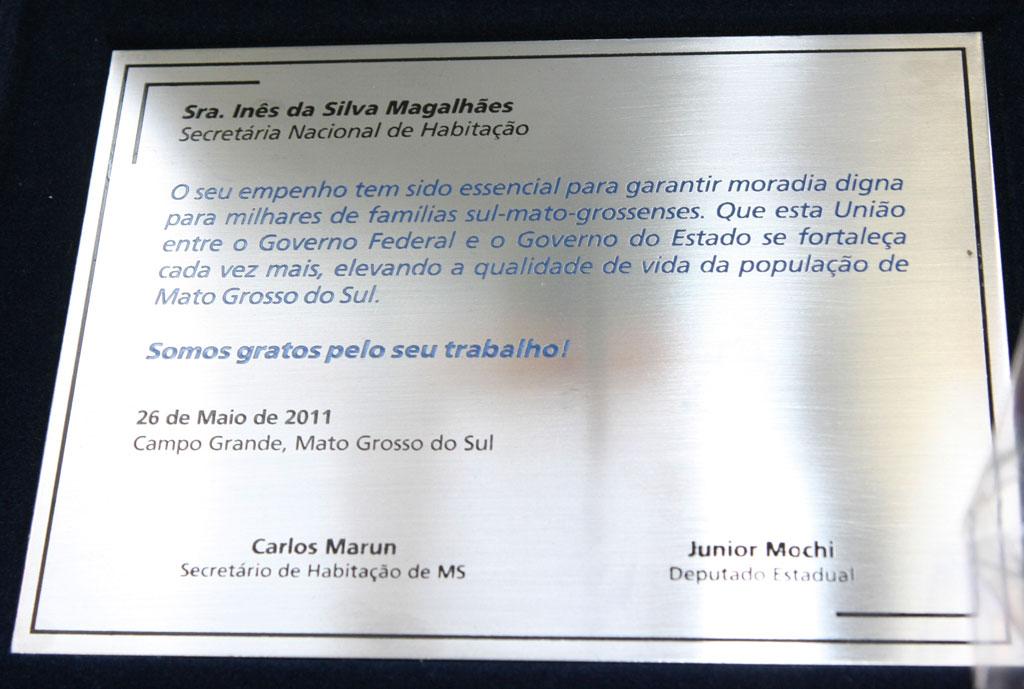 Sra. Inês da Silva Magalhães
Secretária Nacional de Habitação
O seu empenho tem sido essencial para garantir moradia digna
para milhares de famílias sul-mato-grossenses. Que esta União
entre o Governo Federal e o Governo do Estado se fortaleça
cada vez mais, elevando a qualidade de vida da população de
Mato Grosso do Sul.
Somos gratos pelo seu trabalho!
26 de Maio de 2011
Campo Grande, Mato Grosso do Sul
Carlos Marun
Secretário de Habitação de MS
Junior Mochi
Deputado Estadual